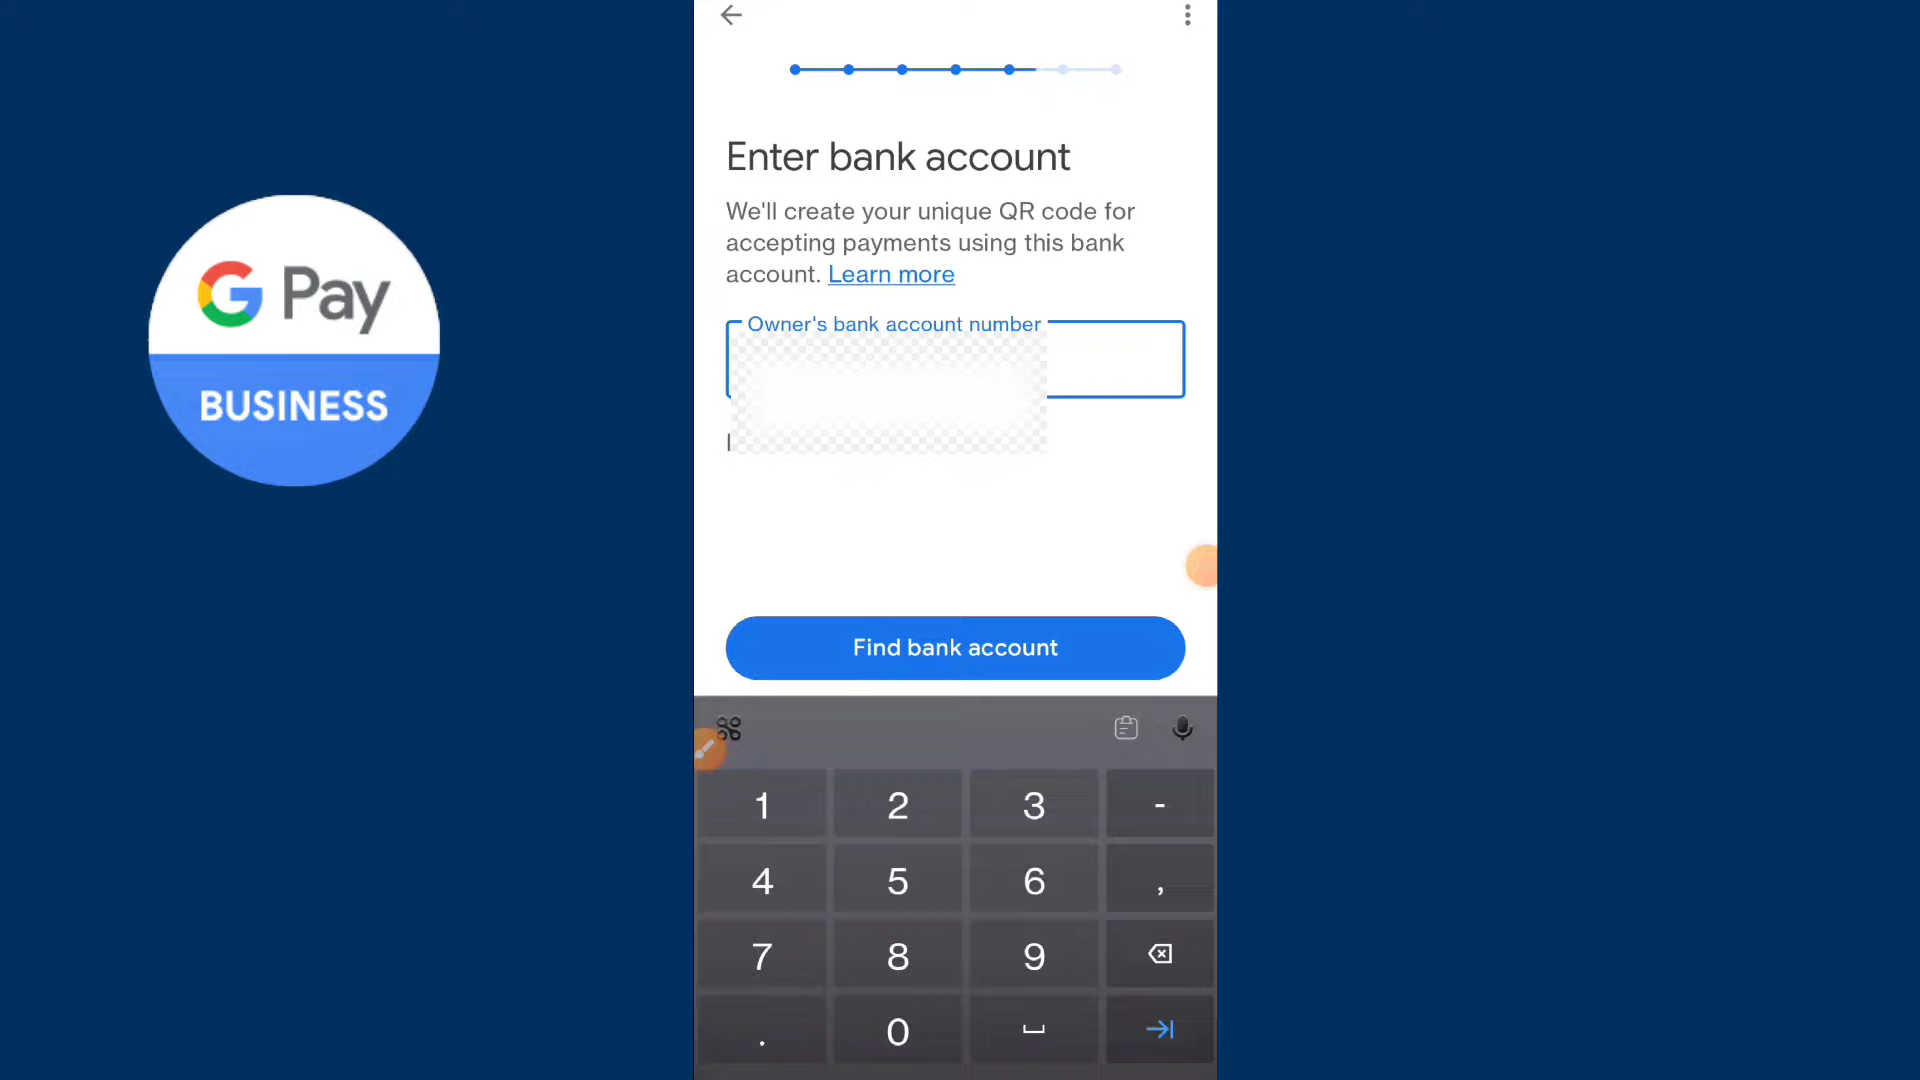 G Pay
BUSINESS
Enter bank account
We'll create your unique QR code for
accepting payments using this bank
account. Learn more
Owner's bank account number
Find bank account
1 2 3 -
4 5 6 ,
7 8 9
. 0